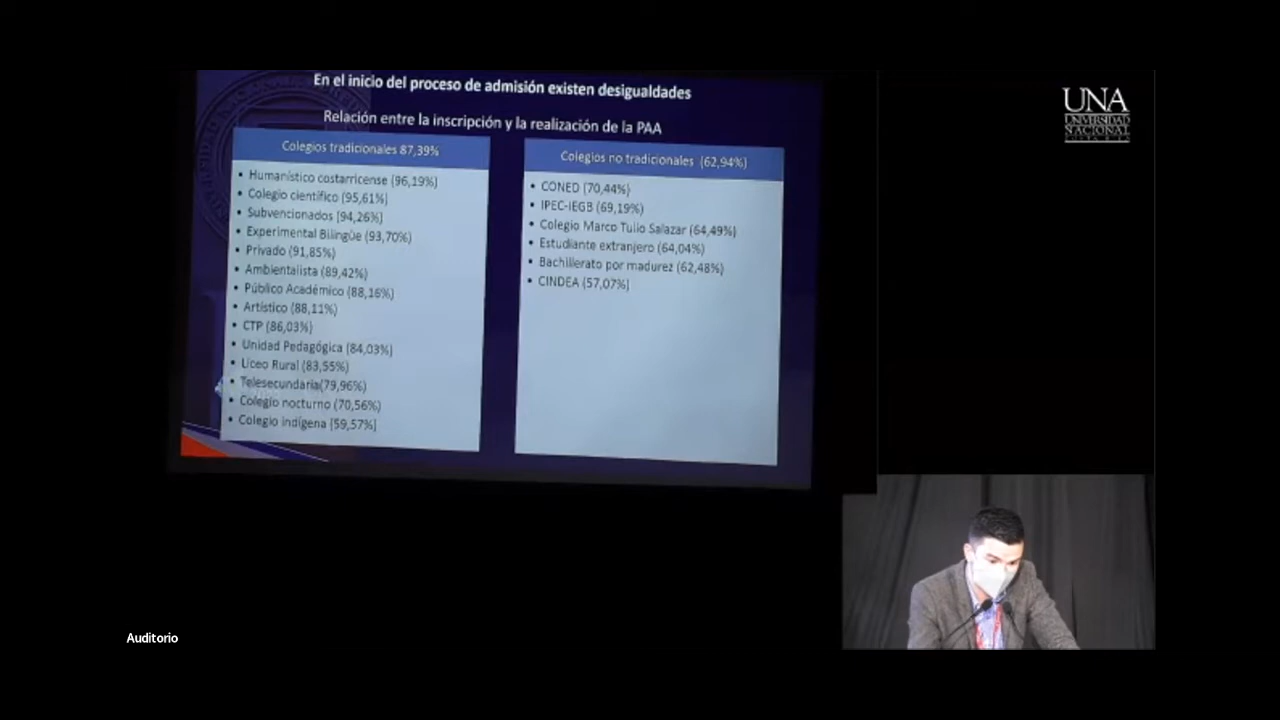 En el inicio del proceso de admisión existen desigualdades
Relación entre la inscripción y la realización de la PAA
Colegios tradicionales 87,39%
• Humanístico costarricense (96,19%)
• Colegio científico (95,61%)
• Subvencionados (94,26%)
• Experimental Bilingüe (93,70%)
• Privado (91,85%)
• Ambientalista (89,42%)
• Público Académico (88,16%)
• Artístico (88,11%)
• CTP (86,03%)
• Unidad Pedagógica (84,03%)
• Liceo Rural (83,55%)
• Telesecundaria(79,96%)
• Colegio nocturno (70,56%)
• Colegio indígena (59,57%)
Colegios no tradicionales (62,94%)
• CONED (70,44%)
• IPEC-IEGB (69,19%)
• Colegio Marco Tulio Salazar (64,49%)
• Estudiante extranjero (64,04%)
• Bachillerato por madurez (62,48%)
• CINDEA (57,07%)
UNA
UNIVERSIDAD
NACIONAL
COSTA RICA
Auditorio